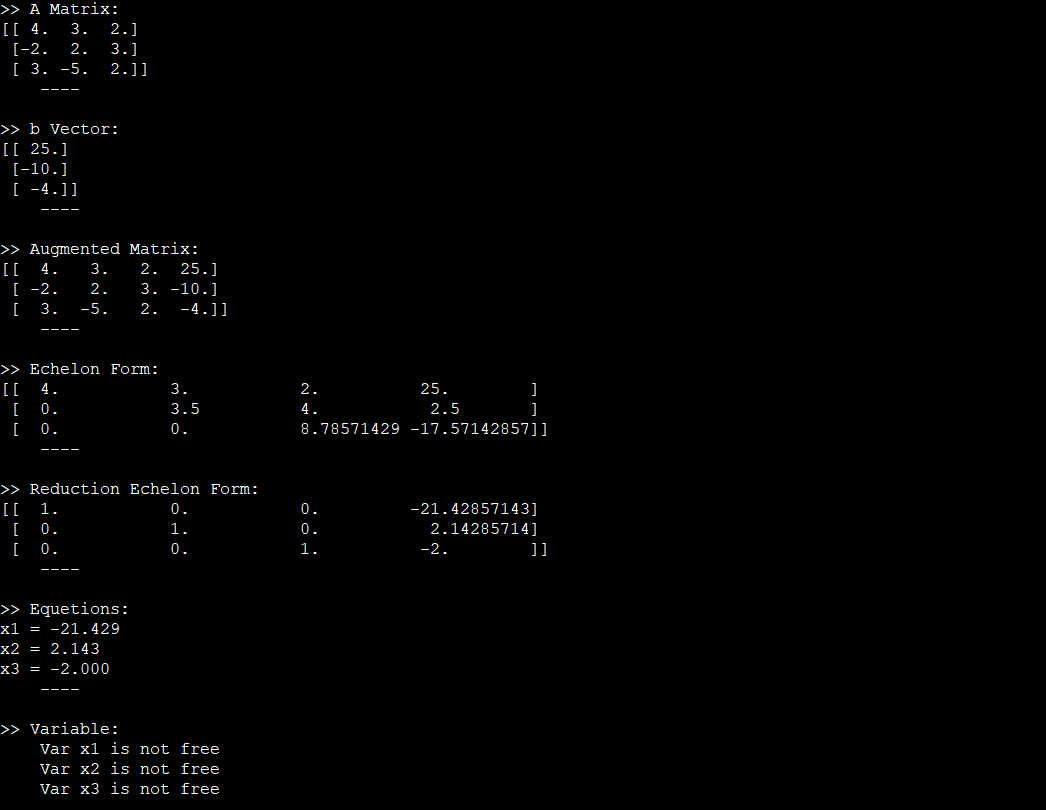 >> A Matrix:
[[ 4.  3.  2.]
 [-2.  2.  3.]
 [ 3. -5.  2.]]
    ----
>> b Vector:
[[ 25.]
 [-10.]
 [ -4.]]
    ----
>> Augmented Matrix:
[[  4.   3.   2.  25.]
 [ -2.   2.   3. -10.]
 [  3.  -5.   2.  -4.]]
    ----
>> Echelon Form:
[[  4.           3.           2.          25.        ]
 [  0.           3.5          4.           2.5       ]
 [  0.           0.           8.78571429 -17.57142857]]
    ----
>> Reduction Echelon Form:
[[  1.           0.           0.         -21.42857143]
 [  0.           1.           0.           2.14285714]
 [  0.           0.           1.          -2.        ]]
    ----
>> Equetions:
x1 = -21.429
x2 = 2.143
x3 = -2.000
    ----
>> Variable:
    Var x1 is not free
    Var x2 is not free
    Var x3 is not free